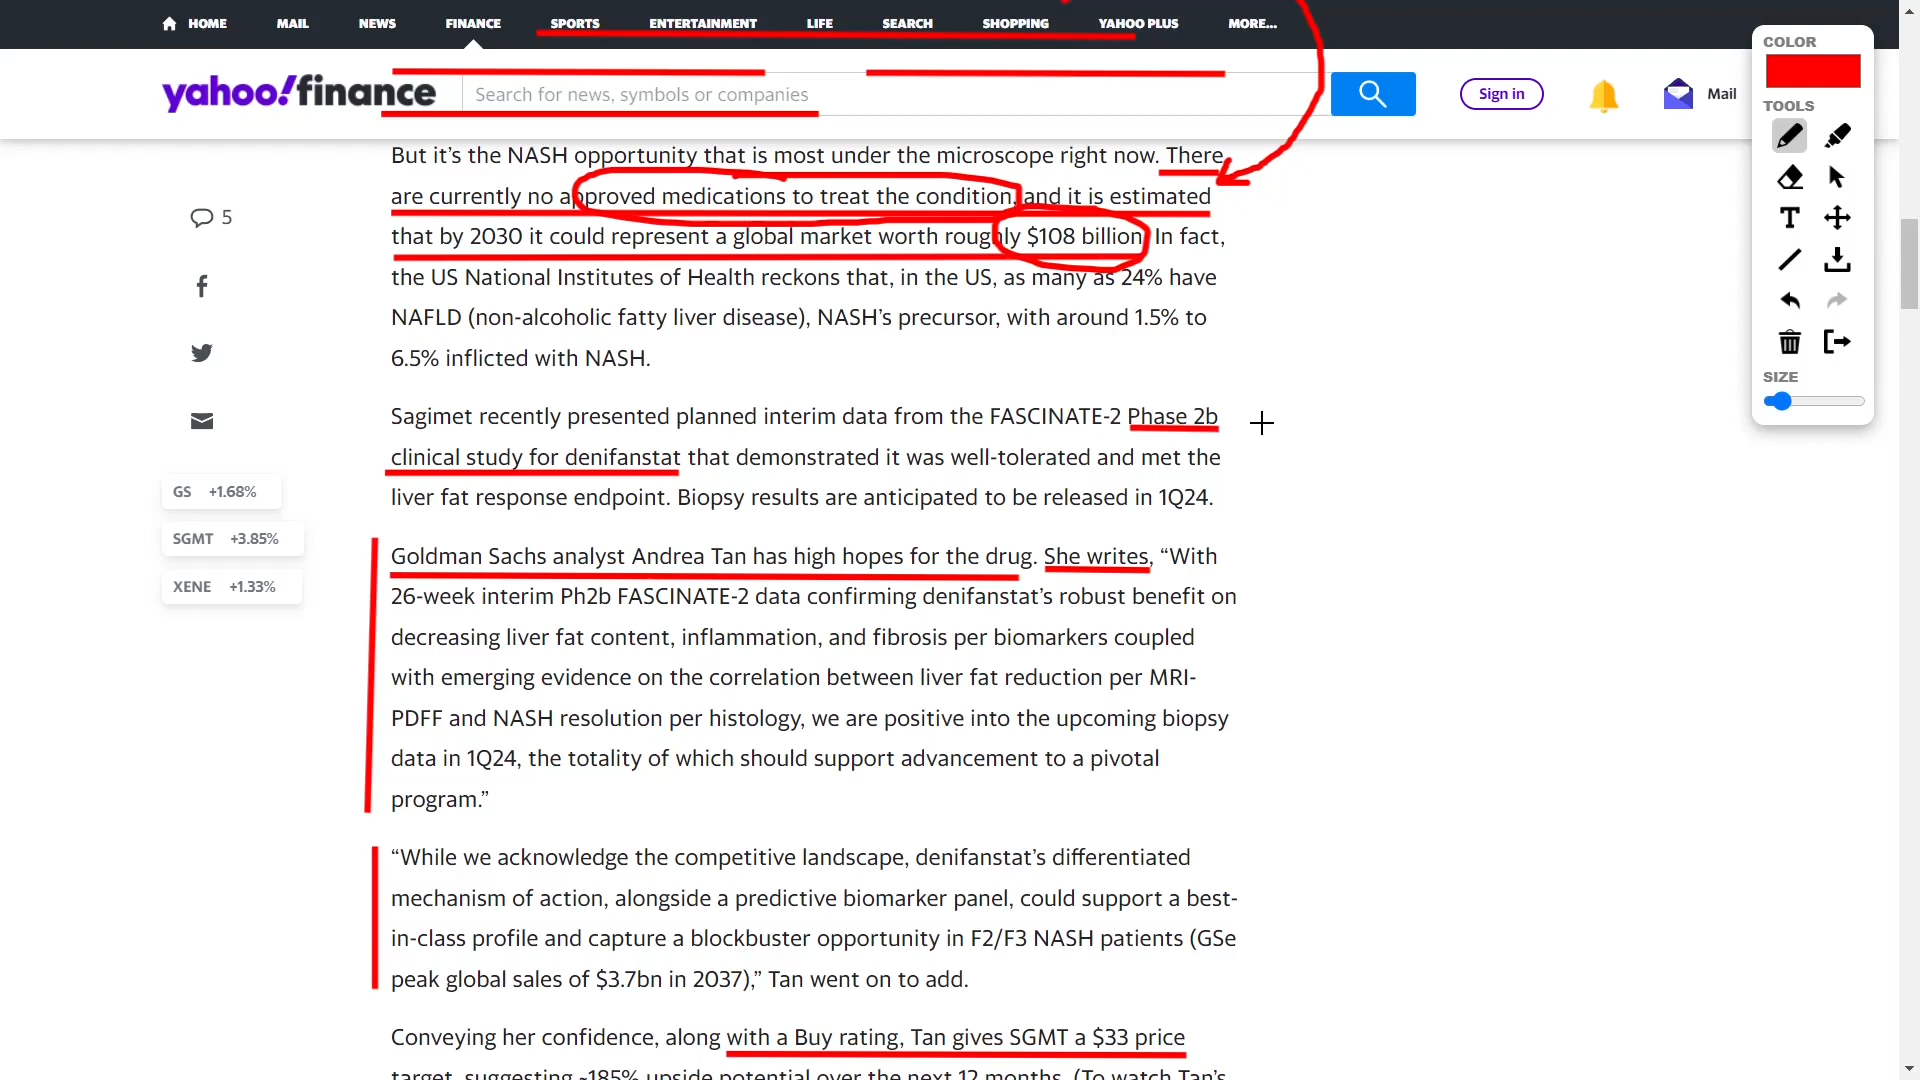 HOME MAIL NEWS FINANCE SPORTS ENTERTAINMENT LIFE SEARCH SHOPPING YAHOO PLUS MORE...
yahoo!finance Search for news, symbols or companies Sign in Mail
COLOR
TOOLS
T
SIZE
5
GS +1.68%
SGMT +3.85%
XENE +1.33%
But it’s the NASH opportunity that is most under the microscope right now. There
are currently no approved medications to treat the condition, and it is estimated
that by 2030 it could represent a global market worth roughly $108 billion. In fact,
the US National Institutes of Health reckons that, in the US, as many as 24% have
NAFLD (non-alcoholic fatty liver disease), NASH’s precursor, with around 1.5% to
6.5% inflicted with NASH.
Sagimet recently presented planned interim data from the FASCINATE-2 Phase 2b
clinical study for denifanstat that demonstrated it was well-tolerated and met the
liver fat response endpoint. Biopsy results are anticipated to be released in 1Q24.
Goldman Sachs analyst Andrea Tan has high hopes for the drug. She writes, “With
26-week interim Ph2b FASCINATE-2 data confirming denifanstat’s robust benefit on
decreasing liver fat content, inflammation, and fibrosis per biomarkers coupled
with emerging evidence on the correlation between liver fat reduction per MRI-
PDFF and NASH resolution per histology, we are positive into the upcoming biopsy
data in 1Q24, the totality of which should support advancement to a pivotal
program.”
“While we acknowledge the competitive landscape, denifanstat’s differentiated
mechanism of action, alongside a predictive biomarker panel, could support a best-
in-class profile and capture a blockbuster opportunity in F2/F3 NASH patients (GSe
peak global sales of $3.7bn in 2037),” Tan went on to add.
Conveying her confidence, along with a Buy rating, Tan gives SGMT a $33 price
target, suggesting ~185% upside potential over the next 12 months. (To watch Tan’s